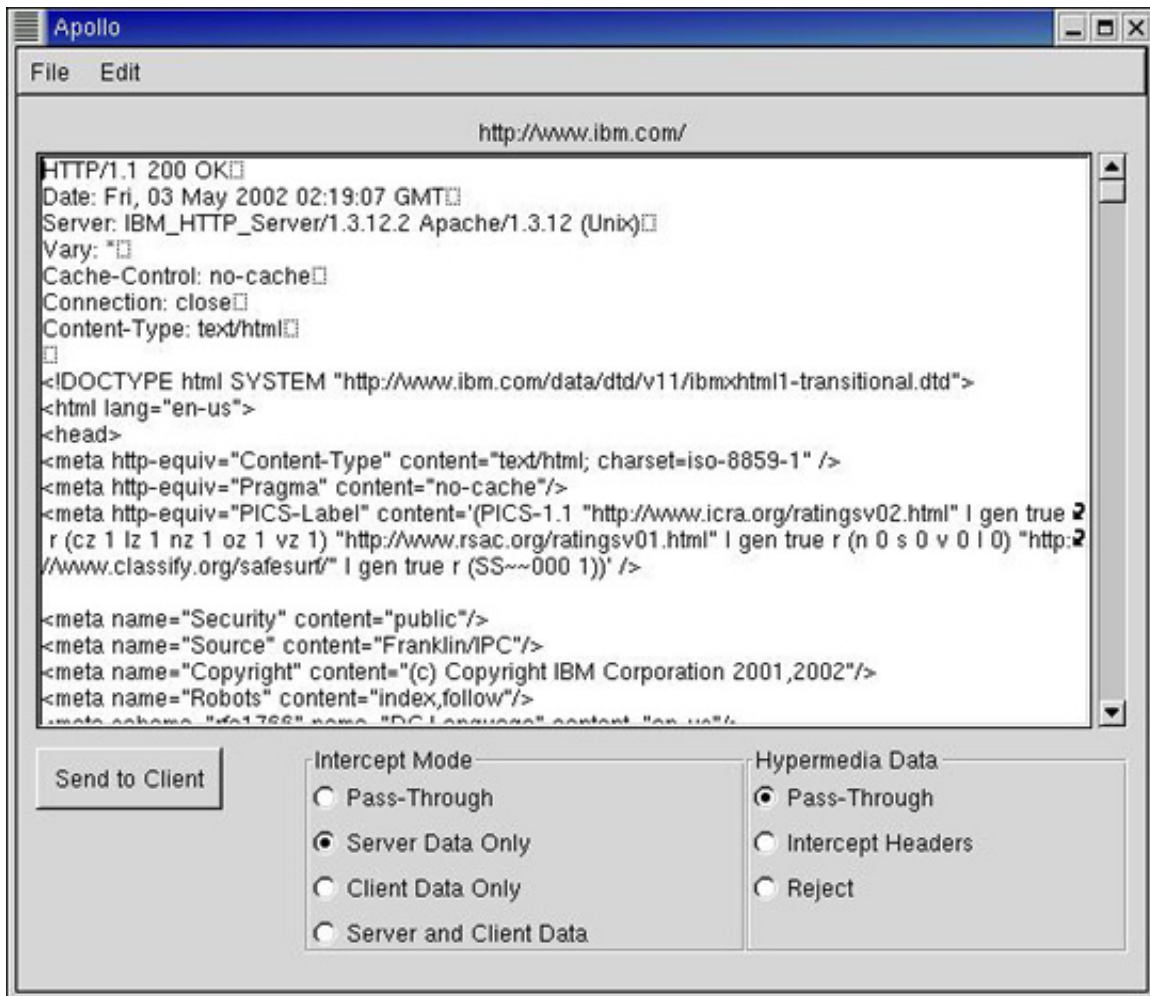 Apollo
File Edit
http://www.ibm.com/
HTTP/1.1 200 OK
Date: Fri, 03 May 2002 02:19:07 GMT
Server: IBM_HTTP_Server/1.3.12.2 Apache/1.3.12 (Unix)
Vary: *
Cache-Control: no-cache
Connection: close
Content-Type: text/html
<!DOCTYPE html SYSTEM "http://www.ibm.com/data/dtd/v11/ibmxhtml1-transitional.dtd">
<html lang="en-us">
<head>
<meta http-equiv="Content-Type" content="text/html; charset=iso-8859-1" />
<meta http-equiv="Pragma" content="no-cache"/>
<meta http-equiv="PICS-Label" content='(PICS-1.1 "http://www.icra.org/ratingsv02.html" l gen true
r (cz 1 lz 1 nz 1 oz 1 vz 1) "http://www.rsac.org/ratingsv01.html" l gen true r (n 0 s 0 v 0 l 0) "http:
//www.classify.org/safesurf/" l gen true r (SS~~000 1))' />
<meta name="Security" content="public"/>
<meta name="Source" content="Franklin/IPC"/>
<meta name="Copyright" content="(c) Copyright IBM Corporation 2001,2002"/>
<meta name="Robots" content="index,follow"/>
Send to Client
Intercept Mode
Pass-Through
Server Data Only
Client Data Only
Server and Client Data
Hypermedia Data
Pass-Through
Intercept Headers
Reject